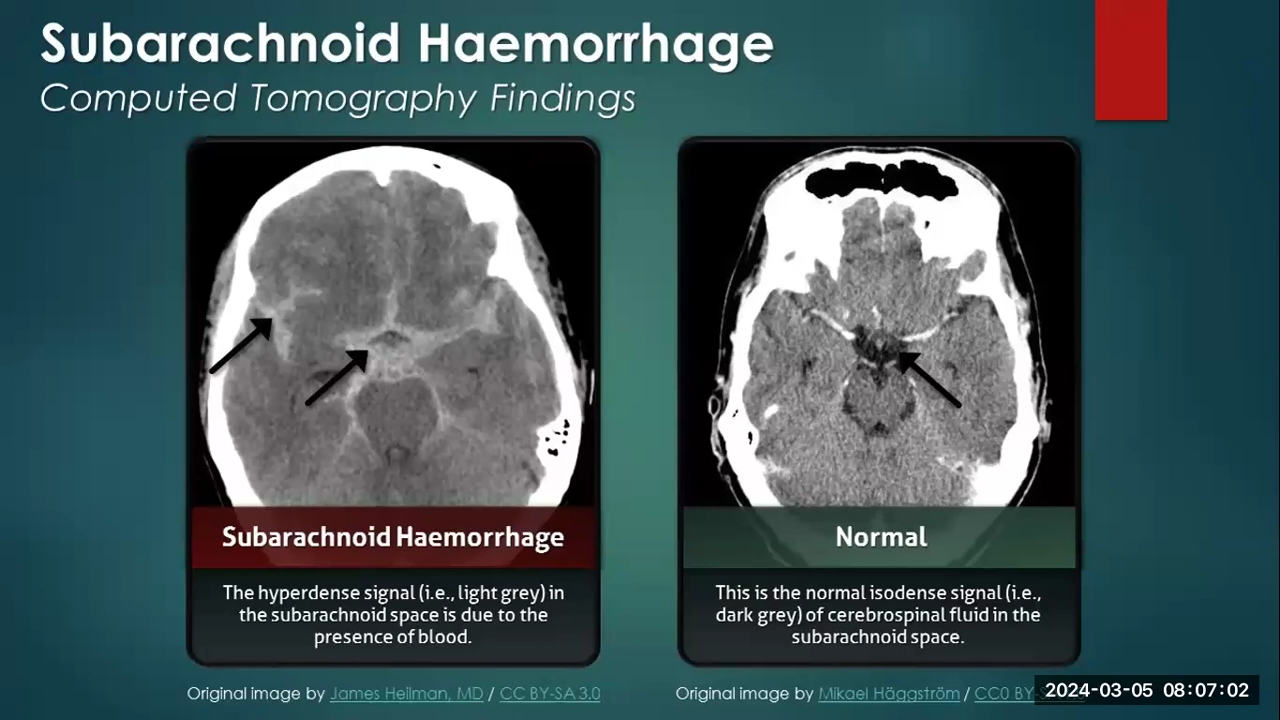 Subarachnoid Haemorrhage
Computed Tomography Findings
Subarachnoid Haemorrhage
The hyperdense signal (i.e., light grey) in
the subarachnoid space is due to the
presence of blood.
Normal
This is the normal isodense signal (i.e.,
dark grey) of cerebrospinal fluid in the
subarachnoid space.
Original image by James Heilman, MD / CC BY-SA 3.0
Original image by Mikael Häggström / CC0 BY-
2024-03-05 08:07:02